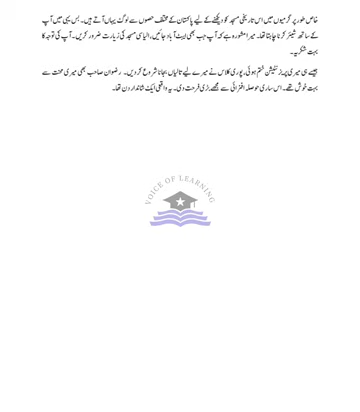 خاص طور پر گرمیوں میں اس تاریخی مسجد کو دیکھنے کے لیے پاکستان کے مختلف حصوں سے لوگ یہاں آتے ہیں۔ بس یہی میں آپ
کے ساتھ شیئر کرنا چاہتا تھا۔ میرا مشورہ ہے کہ آپ جب بھی ایبٹ آباد جائیں، الیاسی مسجد کی زیارت ضرور کریں۔ آپ کی توجہ کا
بہت شکریہ۔
جیسے ہی میری پریزنٹیشن ختم ہوئی، پوری کلاس نے میرے لیے تالیاں بجانا شروع کر دیں۔ رضوان صاحب بھی میری محنت سے
بہت خوش تھے۔ اس ساری حوصلہ افزائی سے مجھے بڑی فرحت دی۔ یہ واقعی ایک شاندار دن تھا۔
VOICE OF LEARNING